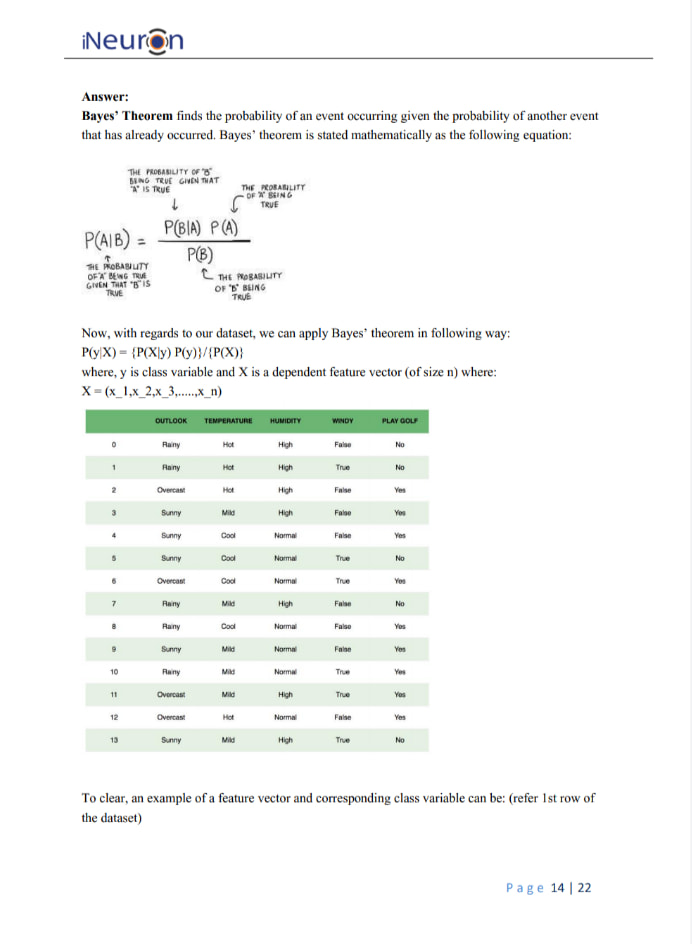 iNeuron
Answer:
Bayes' Theorem finds the probability of an event occurring given the probability of another event
that has already occurred. Bayes' theorem is stated mathematically as the following equation:
THE PROBABILITY OF "B"
BEING TRUE GIVEN THAT
"A" IS TRUE
THE PROBABILITY
OF "A" BEING
TRUE
P(A|B) = P(B|A) P(A)
P(B)
THE PROBABILITY
OF "A" BEING TRUE
GIVEN THAT "B" IS
TRUE
THE PROBABILITY
OF "B" BEING
TRUE
Now, with regards to our dataset, we can apply Bayes' theorem in following way:
P(y|X) = {P(X|y) P(y)}/{P(X)}
where, y is class variable and X is a dependent feature vector (of size n) where:
X = (x_1,x_2,x_3,.....,x_n)
OUTLOOK TEMPERATURE HUMIDITY WINDY PLAY GOLF
0 Rainy Hot High False No
1 Rainy Hot High True No
2 Overcast Hot High False Yes
3 Sunny Mild High False Yes
4 Sunny Cool Normal False Yes
5 Sunny Cool Normal True No
6 Overcast Cool Normal True Yes
7 Rainy Mild High False No
8 Rainy Cool Normal False Yes
9 Sunny Mild Normal False Yes
10 Rainy Mild Normal True Yes
11 Overcast Mild High True Yes
12 Overcast Hot Normal False Yes
13 Sunny Mild High True No
To clear, an example of a feature vector and corresponding class variable can be: (refer 1st row of
the dataset)
Page 14 | 22